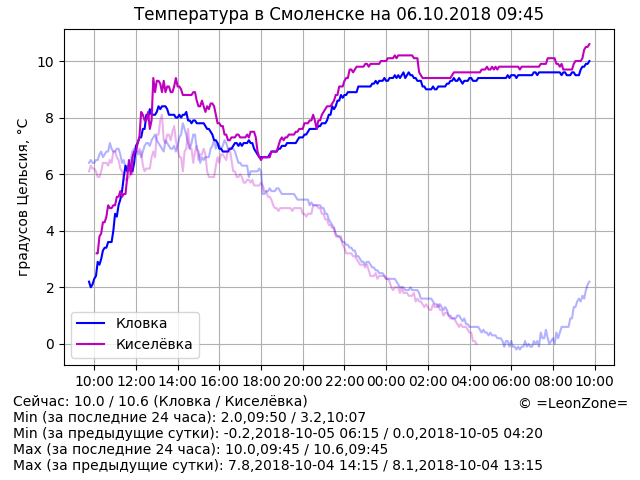 Температура в Смоленске на 06.10.2018 09:45
градусов Цельсия, °C
10
8
6
4
2
0
Кловка
Киселёвка
10:00 12:00 14:00 16:00 18:00 20:00 22:00 00:00 02:00 04:00 06:00 08:00 10:00
Сейчас: 10.0 / 10.6 (Кловка / Киселёвка)
© =LeonZone=
Min (за последние 24 часа): 2.0,09:50 / 3.2,10:07
Min (за предыдущие сутки): -0.2,2018-10-05 06:15 / 0.0,2018-10-05 04:20
Max (за последние 24 часа): 10.0,09:45 / 10.6,09:45
Max (за предыдущие сутки): 7.8,2018-10-04 14:15 / 8.1,2018-10-04 13:15